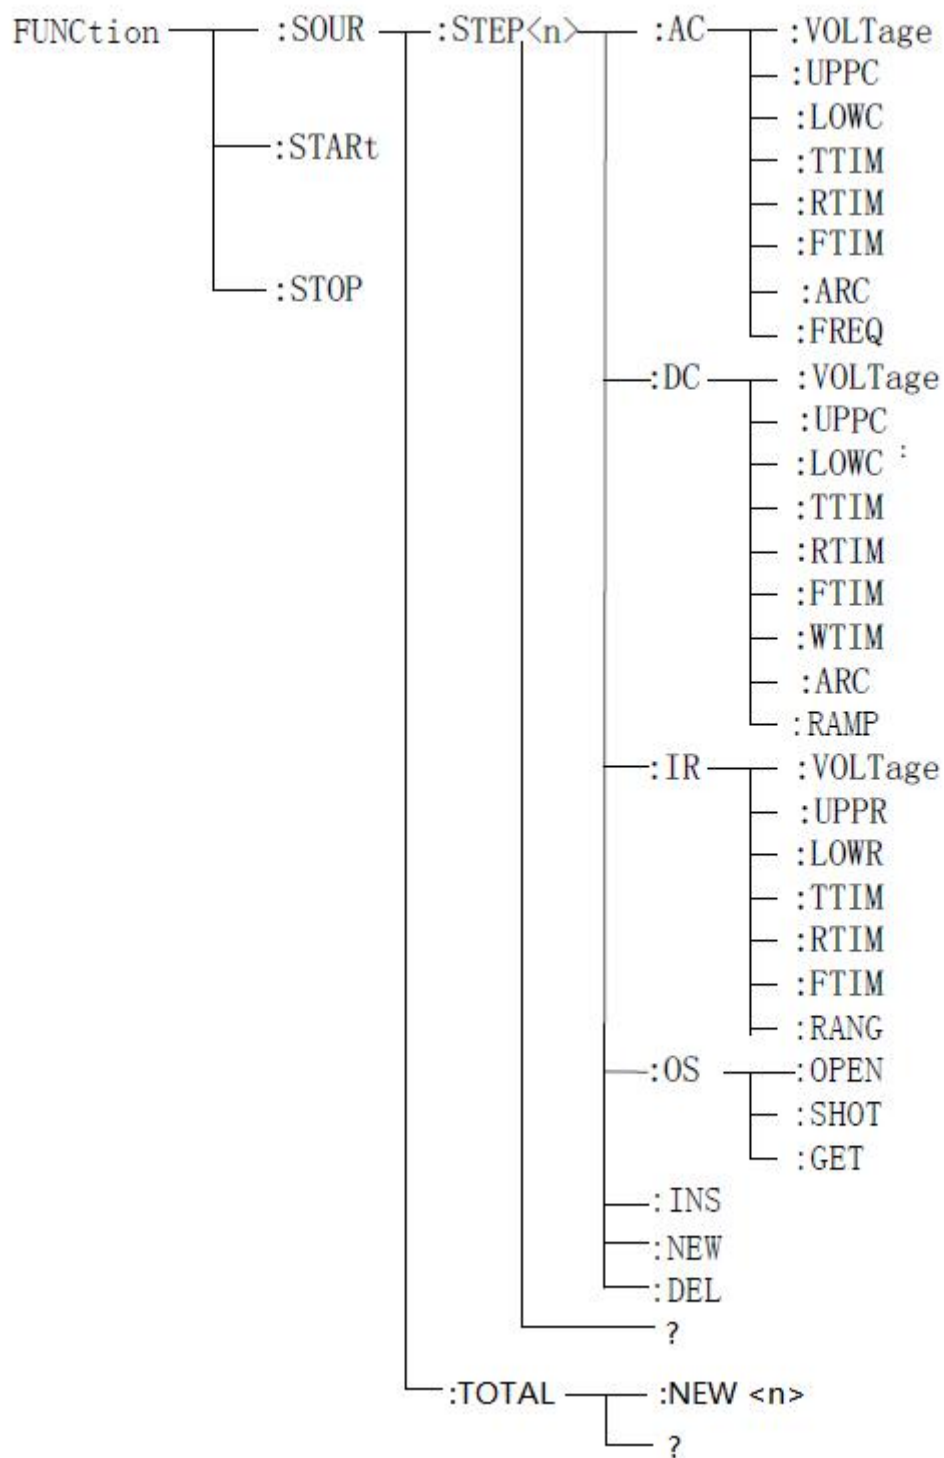 FUNCtion :SOUR :STEP<n> :AC :VOLTage
:UPPC
:LOWC
:STARt :TTIM
:RTIM
:FTIM
:STOP :ARC
:FREQ
:DC :VOLTage
:UPPC
:LOWC :
:TTIM
:RTIM
:FTIM
:WTIM
:ARC
:RAMP
:IR :VOLTage
:UPPR
:LOWR
:TTIM
:RTIM
:FTIM
:RANG
:OS :OPEN
:SHOT
:GET
:INS
:NEW
:DEL
?
:TOTAL :NEW <n>
?